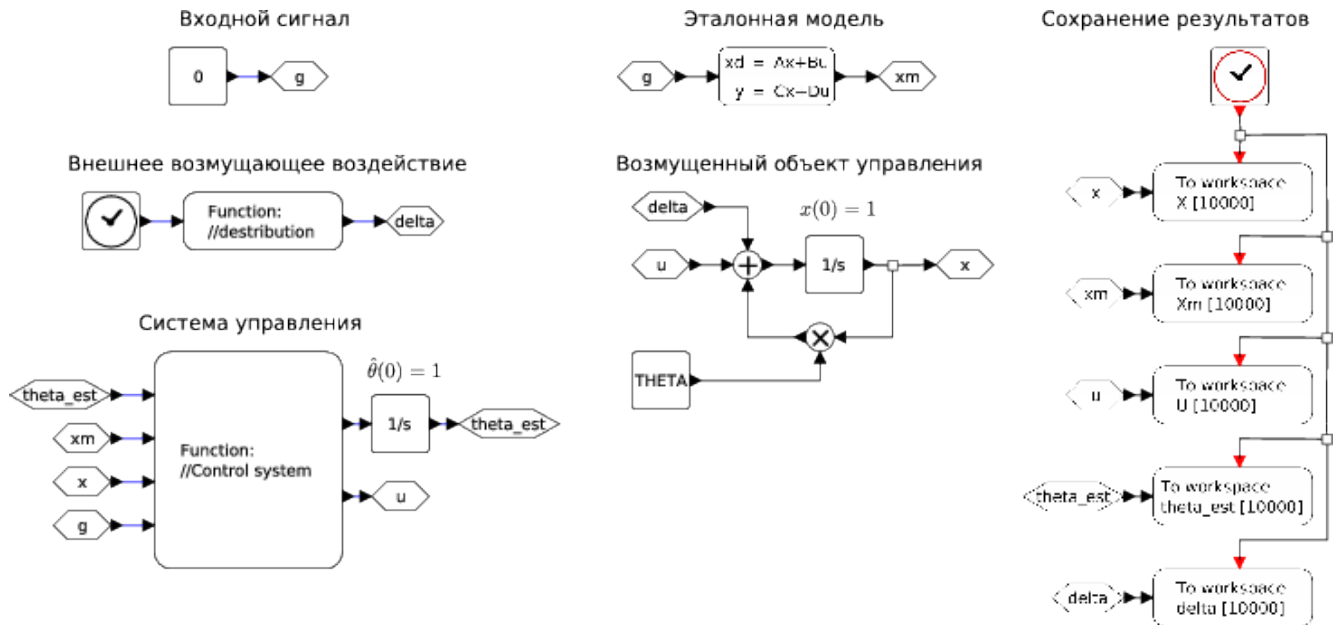 Входной сигнал
0
g
Внешнее возмущающее воздействие
Function:
//destribution
delta
Система управления
theta_est
xm
x
g
Function:
//Control system
θ̂(0) = 1
1/s
theta_est
u
Эталонная модель
g
xd = Ax+Bu
y = Cx+Du
xm
Возмущенный объект управления
delta
x(0) = 1
u
1/s
x
THETA
Сохранение результатов
x
To workspace
X [10000]
xm
To workspace
Xm [10000]
u
To workspace
U [10000]
theta_est
To workspace
theta_est [10000]
delta
To workspace
delta [10000]